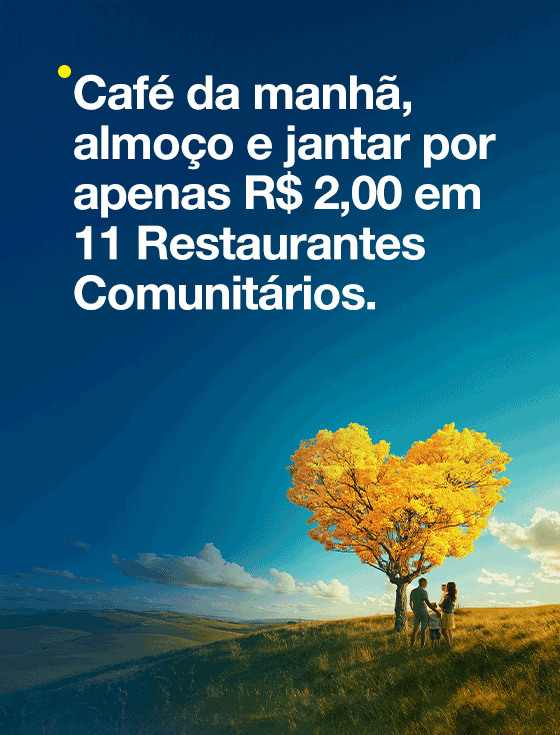 Café da manhã,
almoço e jantar por
apenas R$ 2,00 em
11 Restaurantes
Comunitários.